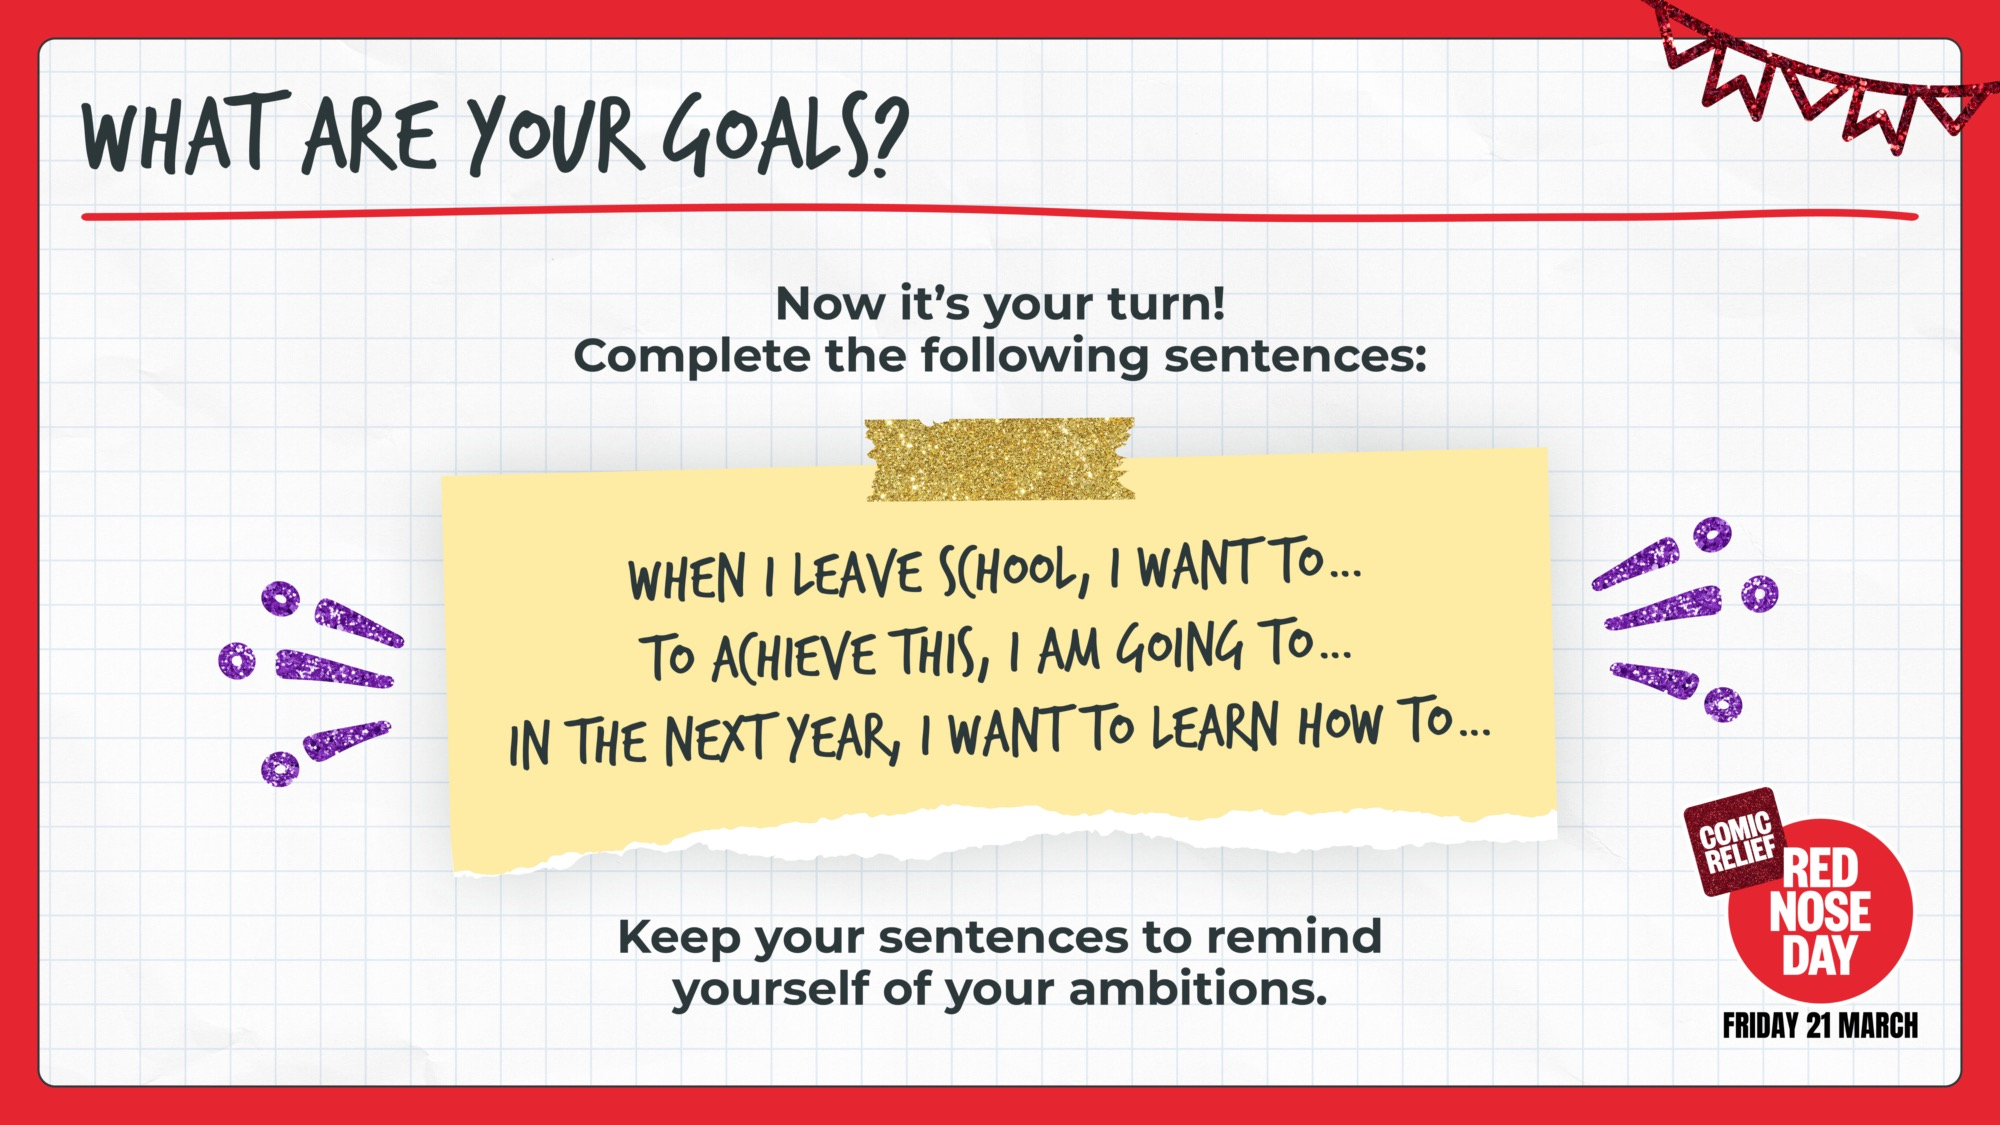 WHAT ARE YOUR GOALS?
Now it's your turn!
Complete the following sentences:
WHEN I LEAVE SCHOOL, I WANT TO...
TO ACHIEVE THIS, I AM GOING TO...
IN THE NEXT YEAR, I WANT TO LEARN HOW TO...
Keep your sentences to remind
yourself of your ambitions.
COMIC
RELIEF
RED
NOSE
DAY
FRIDAY 21 MARCH